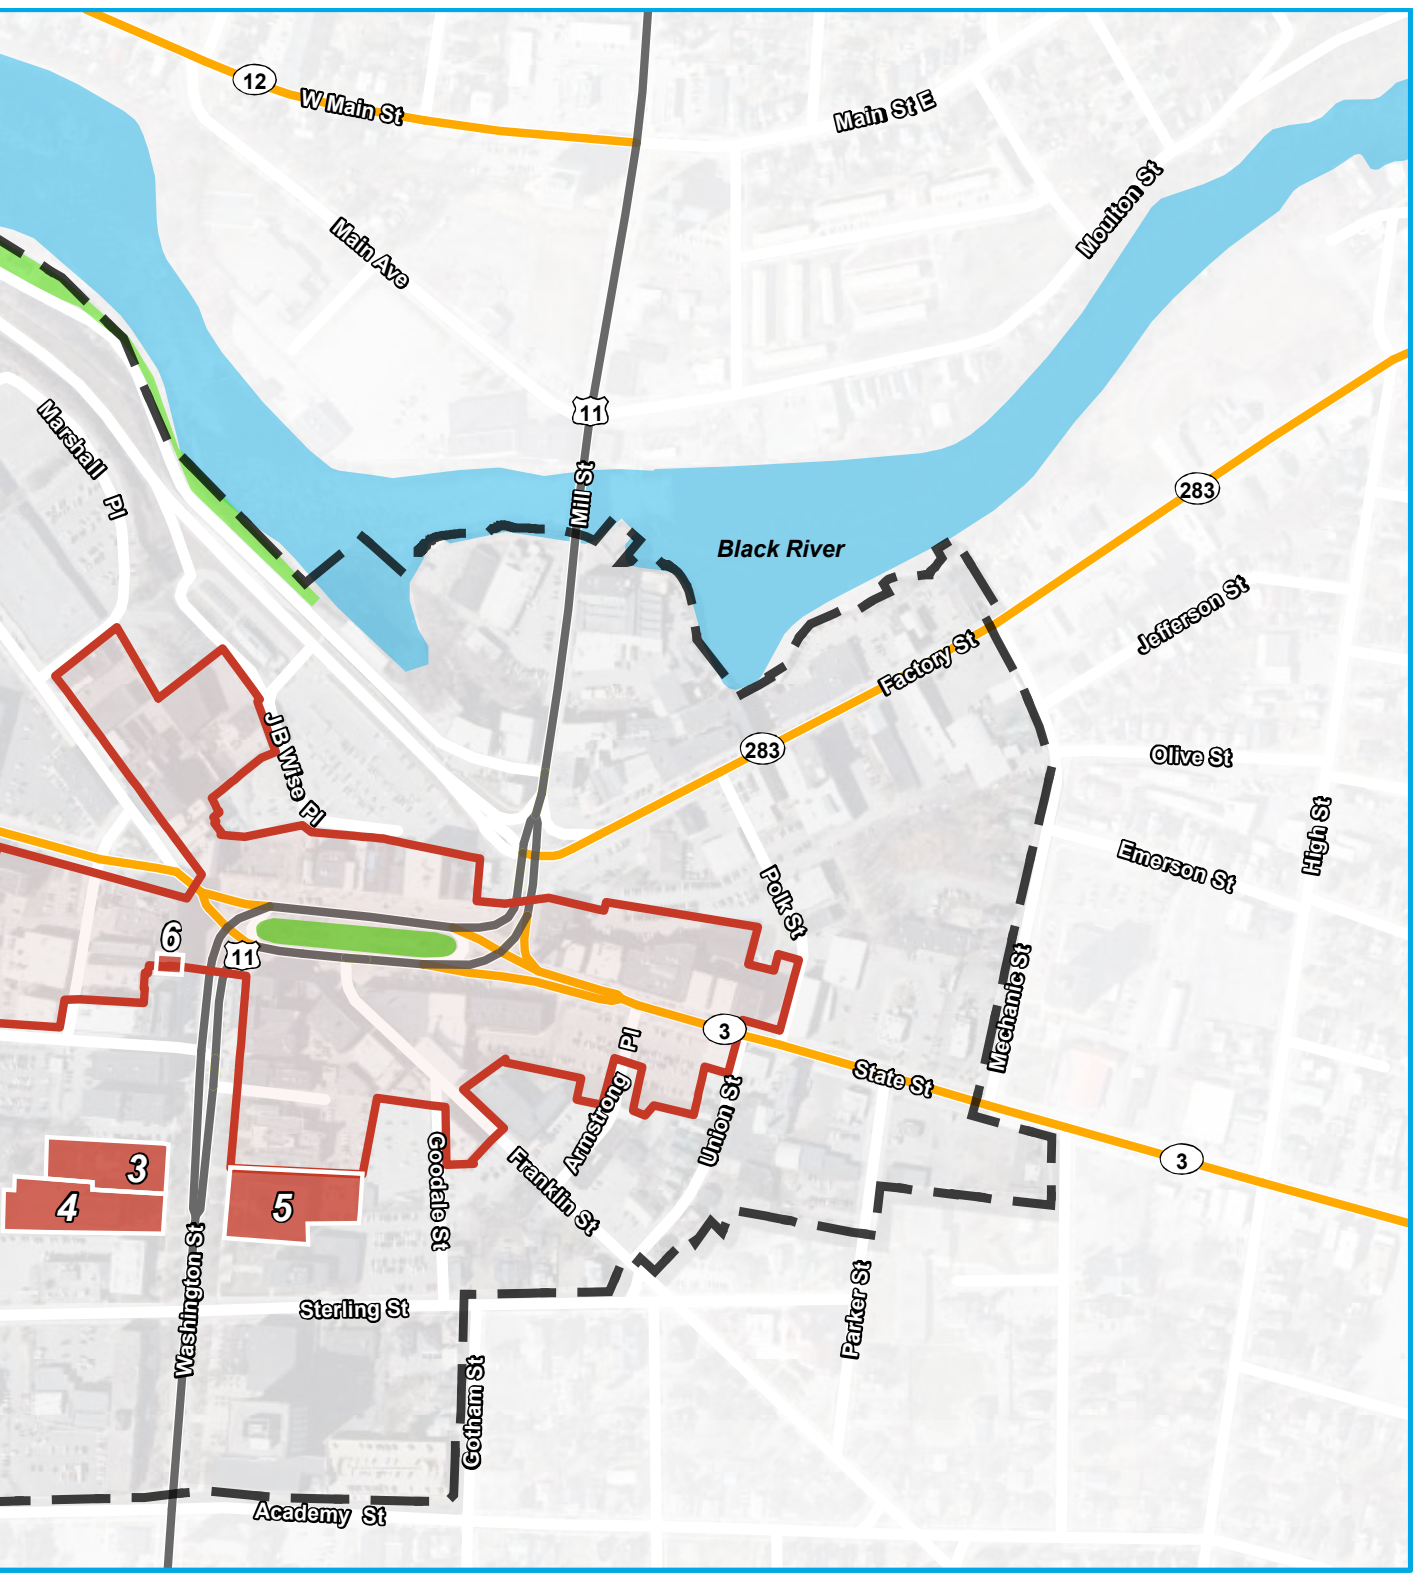 12
W Main St
Main St E
Moulton St
Main Ave
11
Marshall Pl
Mill St
283
Black River
Jefferson St
Factory St
283
J B Wise Pl
Olive St
High St
Emerson St
Polk St
6
11
Mechanic St
3
Armstrong Pl
State St
Union St
3
3
4
5
Goodale St
Franklin St
Washington St
Sterling St
Parker St
Gotham St
Academy St